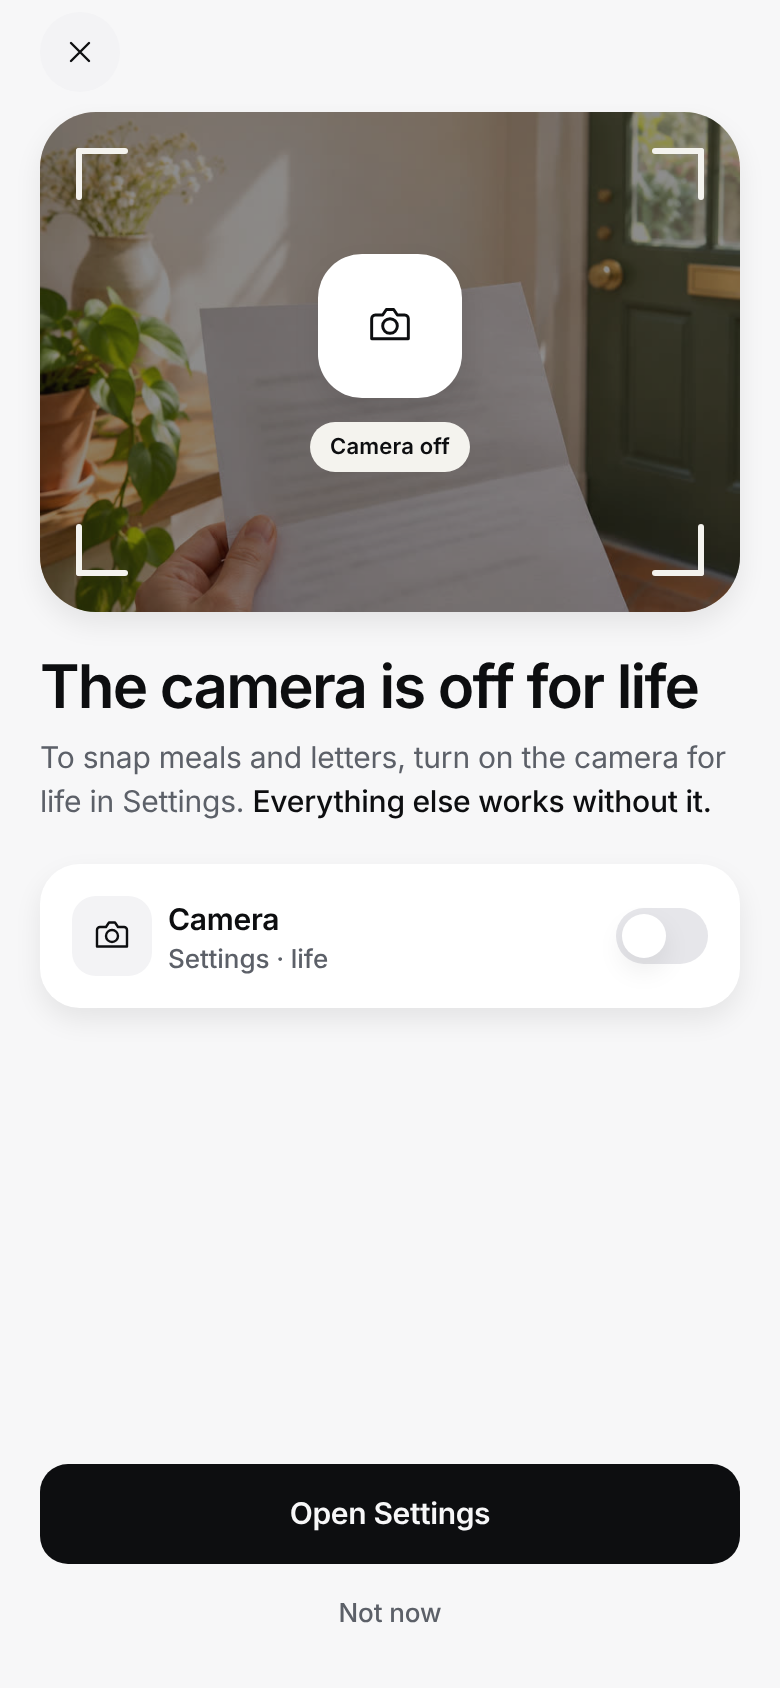 Camera off
The camera is off for life
To snap meals and letters, turn on the camera for
life in Settings. Everything else works without it.
Camera
Settings · life
Open Settings
Not now